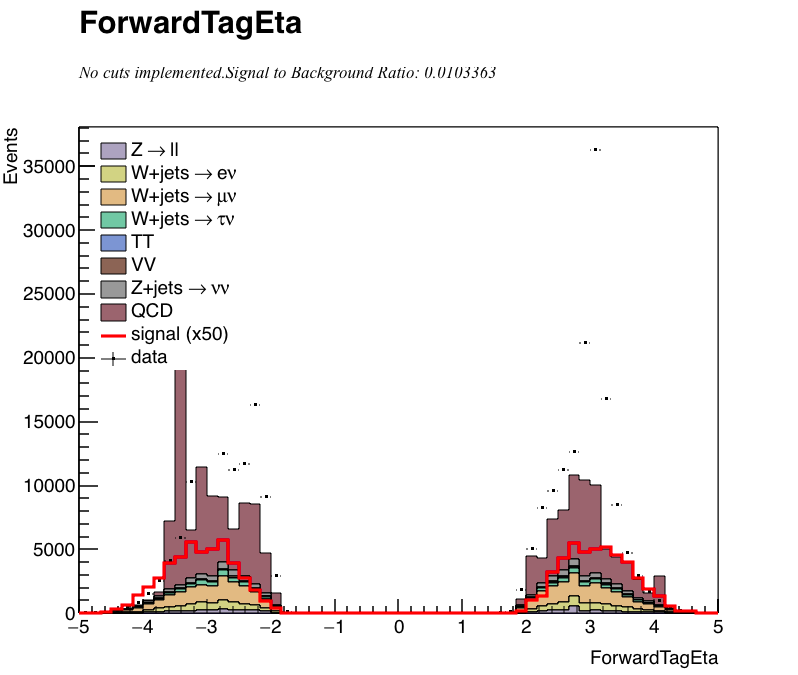 ForwardTagEta
No cuts implemented.Signal to Background Ratio: 0.0103363
Events
35000
30000
25000
20000
15000
10000
5000
0
Z → ll
W+jets → eν
W+jets → μν
W+jets → τν
TT
VV
Z+jets → νν
QCD
signal (x50)
data
−5 −4 −3 −2 −1 0 1 2 3 4 5
ForwardTagEta